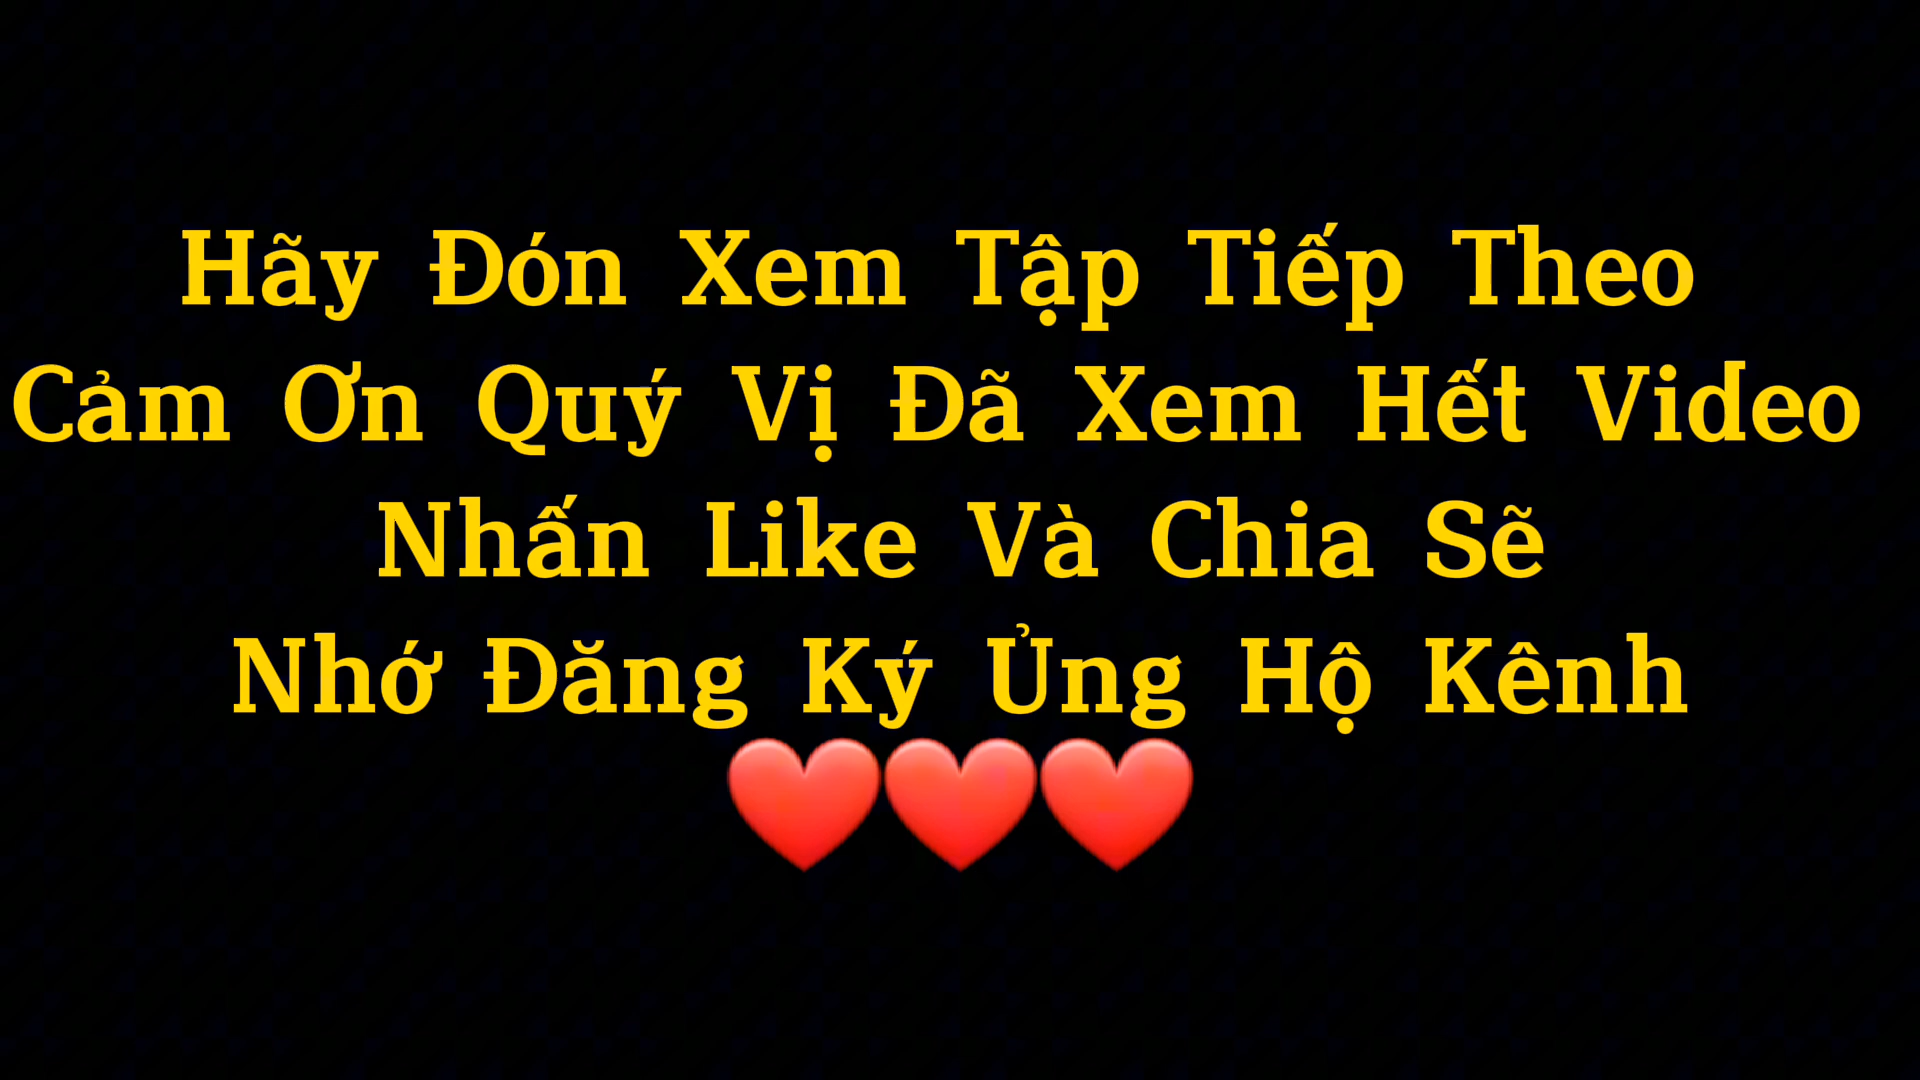 Hãy Đón Xem Tập Tiếp Theo
Cảm Ơn Quý Vị Đã Xem Hết Video
Nhấn Like Và Chia Sẽ
Nhớ Đăng Ký Ủng Hộ Kênh
❤️❤️❤️